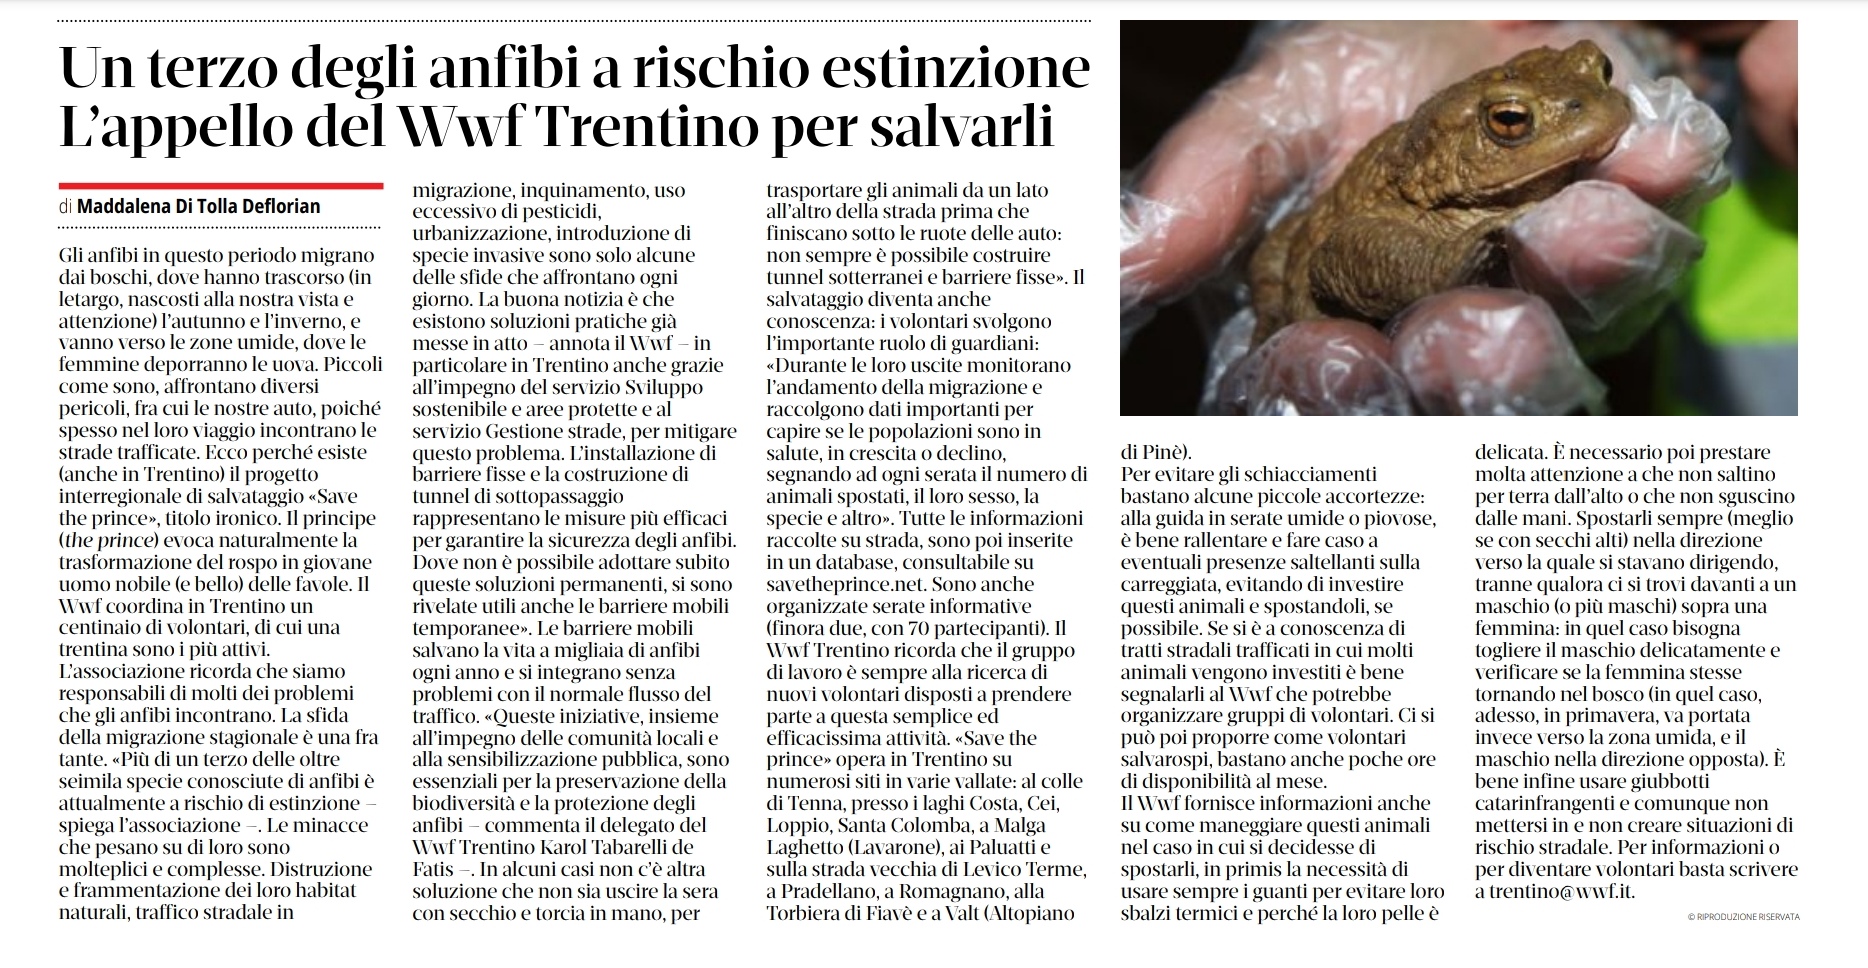 Un terzo degli anfibi a rischio estinzione
L'appello del Wwf Trentino per salvarli
di Maddalena Di Tolla Deflorian
Gli anfibi in questo periodo migrano
dai boschi, dove hanno trascorso (in
letargo, nascosti alla nostra vista e
attenzione) l'autunno e l'inverno, e
vanno verso le zone umide, dove le
femmine deporranno le uova. Piccoli
come sono, affrontano diversi
pericoli, fra cui le nostre auto, poiché
spesso nel loro viaggio incontrano le
strade trafficate. Ecco perché esiste
(anche in Trentino) il progetto
interregionale di salvataggio «Save
the prince», titolo ironico. Il principe
(the prince) evoca naturalmente la
trasformazione del rospo in giovane
uomo nobile (e bello) delle favole. Il
Wwf coordina in Trentino un
centinaio di volontari, di cui una
trentina sono i più attivi.
L'associazione ricorda che siamo
responsabili di molti dei problemi
che gli anfibi incontrano. La sfida
della migrazione stagionale è una fra
tante. «Più di un terzo delle oltre
seimila specie conosciute di anfibi è
attualmente a rischio di estinzione –
spiega l'associazione –. Le minacce
che pesano su di loro sono
molteplici e complesse. Distruzione
e frammentazione dei loro habitat
naturali, traffico stradale in
migrazione, inquinamento, uso
eccessivo di pesticidi,
urbanizzazione, introduzione di
specie invasive sono solo alcune
delle sfide che affrontano ogni
giorno. La buona notizia è che
esistono soluzioni pratiche già
messe in atto – annota il Wwf – in
particolare in Trentino anche grazie
all'impegno del servizio Sviluppo
sostenibile e aree protette e al
servizio Gestione strade, per mitigare
questo problema. L'installazione di
barriere fisse e la costruzione di
tunnel di sottopassaggio
rappresentano le misure più efficaci
per garantire la sicurezza degli anfibi.
Dove non è possibile adottare subito
queste soluzioni permanenti, si sono
rivelate utili anche le barriere mobili
temporanee». Le barriere mobili
salvano la vita a migliaia di anfibi
ogni anno e si integrano senza
problemi con il normale flusso del
traffico. «Queste iniziative, insieme
all'impegno delle comunità locali e
alla sensibilizzazione pubblica, sono
essenziali per la preservazione della
biodiversità e la protezione degli
anfibi – commenta il delegato del
Wwf Trentino Karol Tabarelli de
Fatis –. In alcuni casi non c'è altra
soluzione che non sia uscire la sera
con secchio e torcia in mano, per
trasportare gli animali da un lato
all'altro della strada prima che
finiscano sotto le ruote delle auto:
non sempre è possibile costruire
tunnel sotterranei e barriere fisse». Il
salvataggio diventa anche
conoscenza: i volontari svolgono
l'importante ruolo di guardiani:
«Durante le loro uscite monitorano
l'andamento della migrazione e
raccolgono dati importanti per
capire se le popolazioni sono in
salute, in crescita o declino,
segnando ad ogni serata il numero di
animali spostati, il loro sesso, la
specie e altro». Tutte le informazioni
raccolte su strada, sono poi inserite
in un database, consultabile su
savetheprince.net. Sono anche
organizzate serate informative
(finora due, con 70 partecipanti). Il
Wwf Trentino ricorda che il gruppo
di lavoro è sempre alla ricerca di
nuovi volontari disposti a prendere
parte a questa semplice ed
efficacissima attività. «Save the
prince» opera in Trentino su
numerosi siti in varie vallate: al colle
di Tenna, presso i laghi Costa, Cei,
Loppio, Santa Colomba, a Malga
Laghetto (Lavarone), ai Paluatti e
sulla strada vecchia di Levico Terme,
a Pradellano, a Romagnano, alla
Torbiera di Fiavè e a Valt (Altopiano
di Pinè).
Per evitare gli schiacciamenti
bastano alcune piccole accortezze:
alla guida in serate umide o piovose,
è bene rallentare e fare caso a
eventuali presenze saltellanti sulla
carreggiata, evitando di investire
questi animali e spostandoli, se
possibile. Se si è a conoscenza di
tratti stradali trafficati in cui molti
animali vengono investiti è bene
segnalarli al Wwf che potrebbe
organizzare gruppi di volontari. Ci si
può poi proporre come volontari
salvarospi, bastano anche poche ore
di disponibilità al mese.
Il Wwf fornisce informazioni anche
su come maneggiare questi animali
nel caso in cui si decidesse di
spostarli, in primis la necessità di
usare sempre i guanti per evitare loro
sbalzi termici e perché la loro pelle è
delicata. È necessario poi prestare
molta attenzione a che non saltino
per terra dall'alto o che non sguscino
dalle mani. Spostarli sempre (meglio
se con secchi alti) nella direzione
verso la quale si stavano dirigendo,
tranne qualora ci si trovi davanti a un
maschio (o più maschi) sopra una
femmina: in quel caso bisogna
togliere il maschio delicatamente e
verificare se la femmina stesse
tornando nel bosco (in quel caso,
adesso, in primavera, va portata
invece verso la zona umida, e il
maschio nella direzione opposta). È
bene infine usare giubbotti
catarinfrangenti e comunque non
mettersi in e non creare situazioni di
rischio stradale. Per informazioni o
per diventare volontari basta scrivere
a trentino@wwf.it.
© RIPRODUZIONE RISERVATA